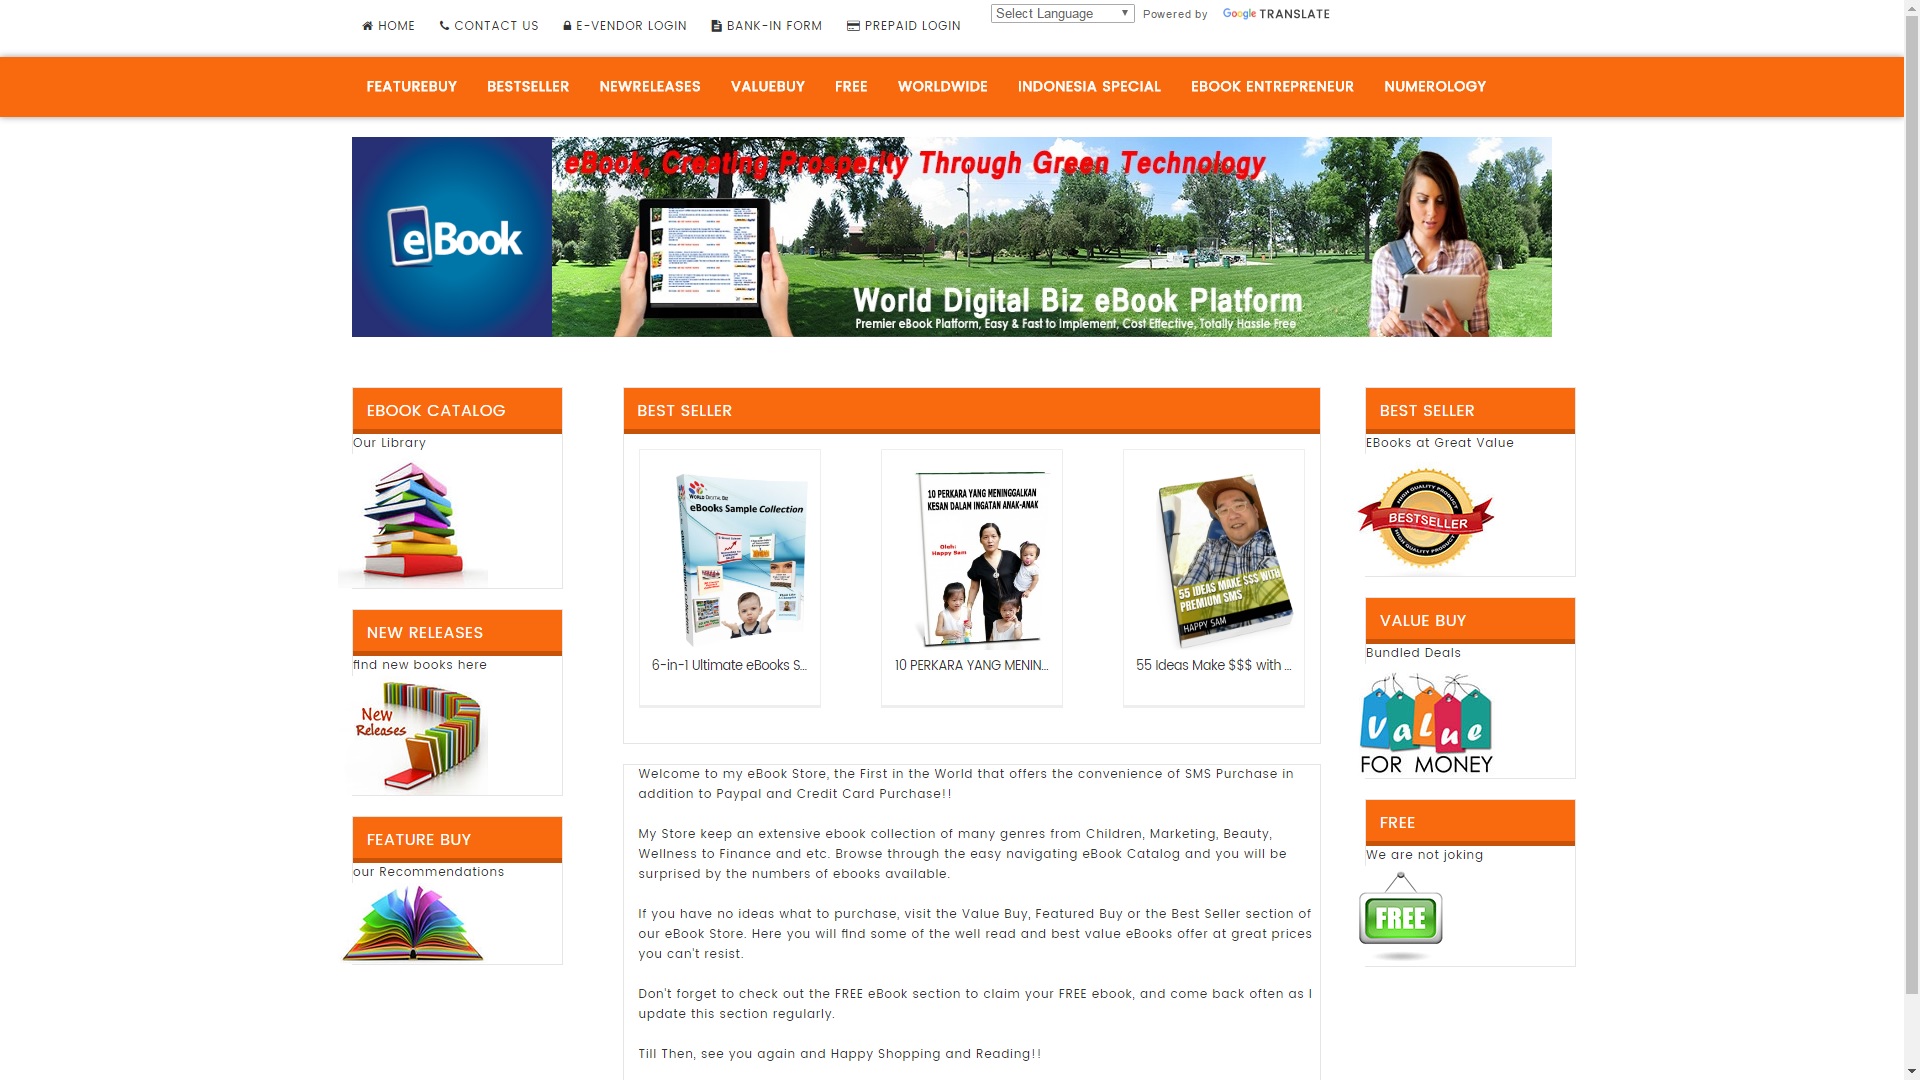 HOME CONTACT US E-VENDOR LOGIN BANK-IN FORM PREPAID LOGIN Select Language Powered by Google TRANSLATE
FEATUREBUY BESTSELLER NEWRELEASES VALUEBUY FREE WORLDWIDE INDONESIA SPECIAL EBOOK ENTREPRENEUR NUMEROLOGY
eBook, Creating Prosperity Through Green Technology
eBook
World Digital Biz eBook Platform
Premier eBook Platform, Easy & Fast to Implement, Cost Effective, Totally Hassle Free
EBOOK CATALOG
Our Library
NEW RELEASES
find new books here
New
Releases
FEATURE BUY
our Recommendations
BEST SELLER
WORLD DIGITAL BIZ
eBooks Sample Collection
6-in-1 Ultimate eBooks S...
10 PERKARA YANG MENINGGALKAN
KESAN DALAM INGATAN ANAK-ANAK
Oleh:
Happy Sam
10 PERKARA YANG MENIN...
55 IDEAS MAKE $$$ WITH
PREMIUM SMS
HAPPY SAM
55 Ideas Make $$$ with ...
Welcome to my eBook Store, the First in the World that offers the convenience of SMS Purchase in
addition to Paypal and Credit Card Purchase!!
My Store keep an extensive ebook collection of many genres from Children, Marketing, Beauty,
Wellness to Finance and etc. Browse through the easy navigating eBook Catalog and you will be
surprised by the numbers of ebooks available.
If you have no ideas what to purchase, visit the Value Buy, Featured Buy or the Best Seller section of
our eBook Store. Here you will find some of the well read and best value eBooks offer at great prices
you can't resist.
Don't forget to check out the FREE eBook section to claim your FREE ebook, and come back often as I
update this section regularly.
Till Then, see you again and Happy Shopping and Reading!!
BEST SELLER
EBooks at Great Value
HIGH QUALITY PRODUCT
BESTSELLER
HIGH QUALITY PRODUCT
VALUE BUY
Bundled Deals
Value
FOR MONEY
FREE
We are not joking
FREE